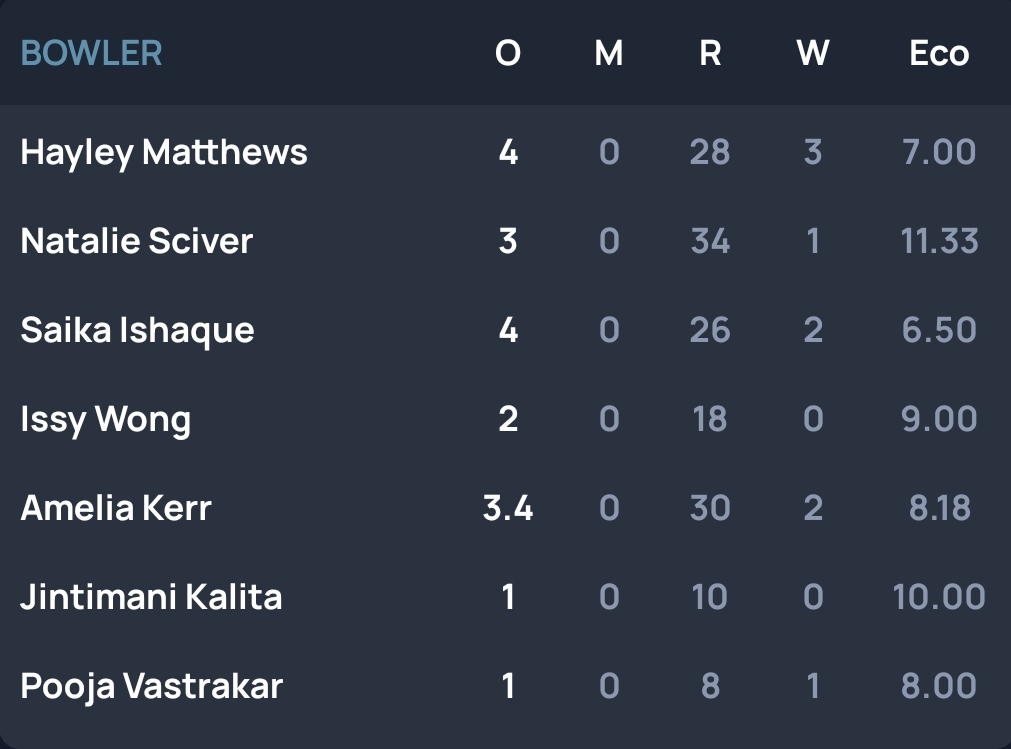 BOWLER O M R W Eco
Hayley Matthews 4 0 28 3 7.00
Natalie Sciver 3 0 34 1 11.33
Saika Ishaque 4 0 26 2 6.50
Issy Wong 2 0 18 0 9.00
Amelia Kerr 3.4 0 30 2 8.18
Jintimani Kalita 1 0 10 0 10.00
Pooja Vastrakar 1 0 8 1 8.00